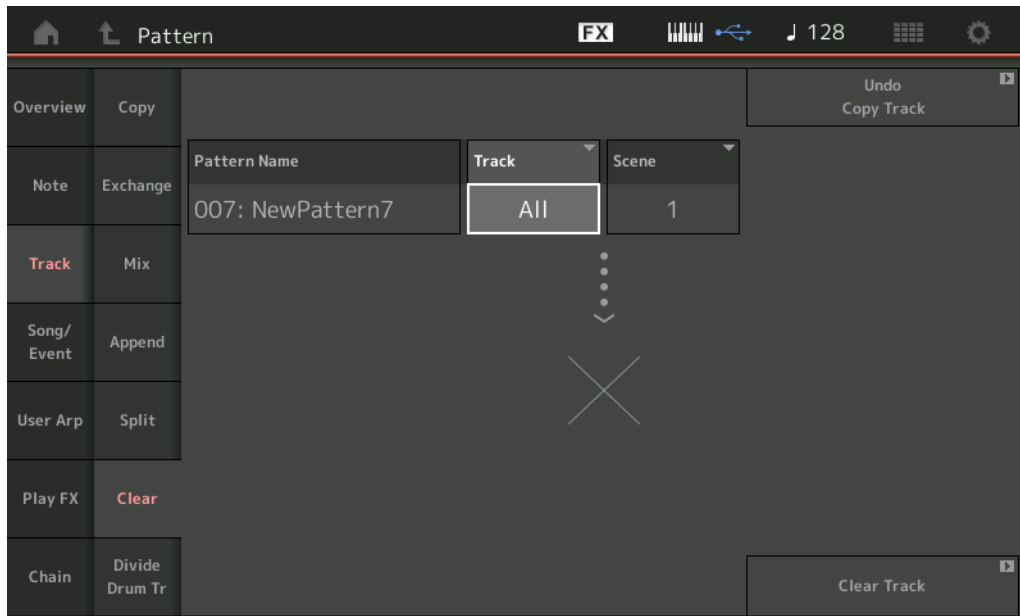 Pattern
FX
♩ 128
Overview
Copy
Undo
Copy Track
Note
Exchange
Pattern Name
Track
Scene
007: NewPattern7
All
1
Track
Mix
Song/
Event
Append
User Arp
Split
Play FX
Clear
Chain
Divide
Drum Tr
Clear Track